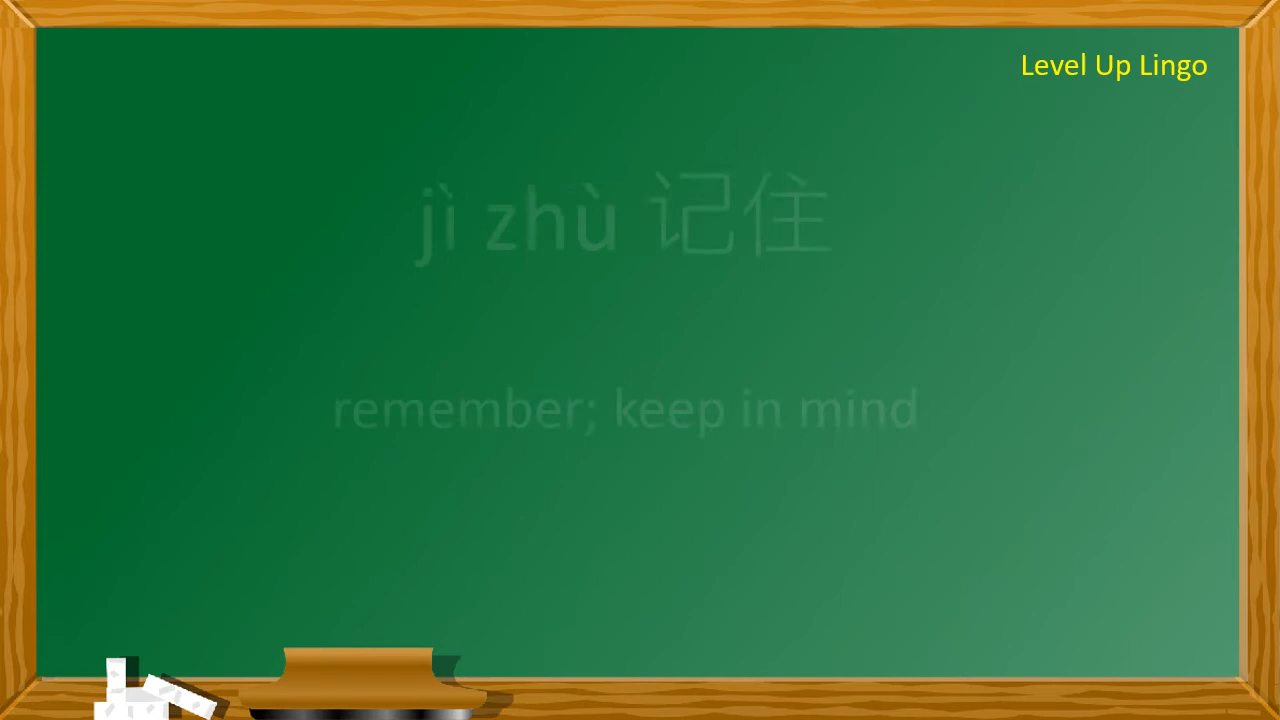 Level Up Lingo
jì zhù 记住
remember; keep in mind